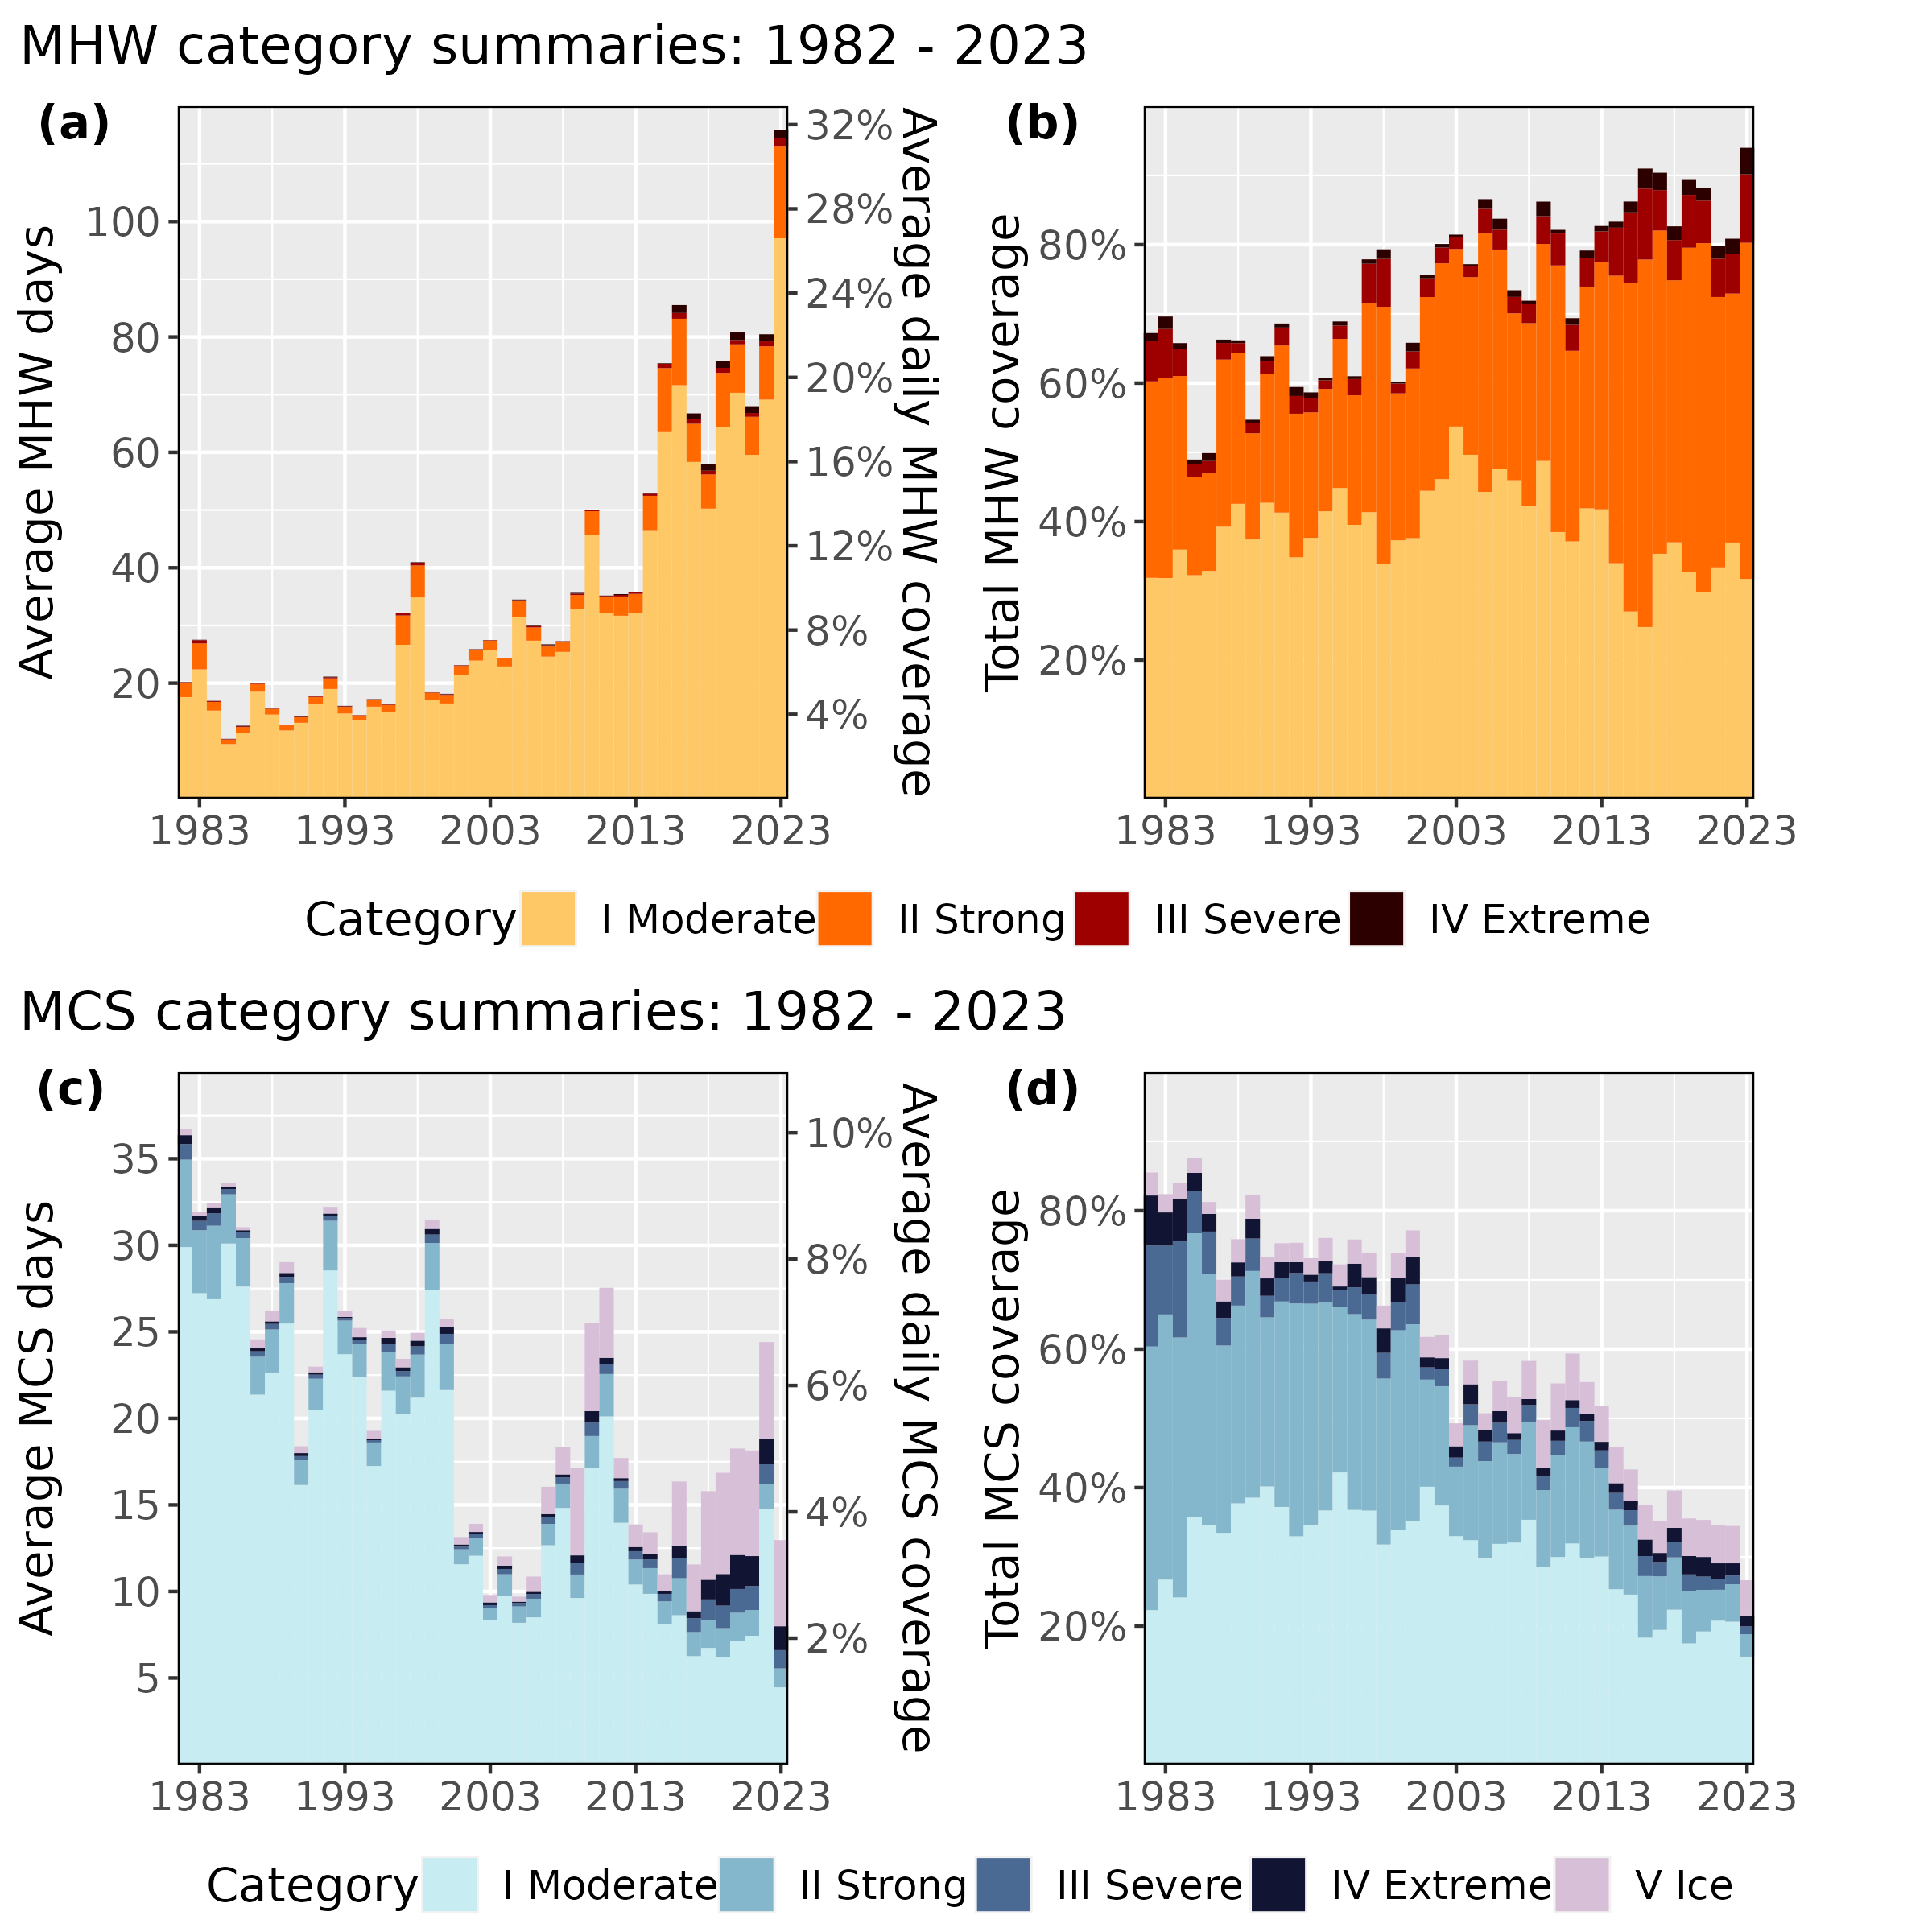 MHW category summaries: 1982 - 2023
(a)
Average MHW days
100
80
60
40
20
32%
28%
24%
20%
16%
12%
8%
4%
Average daily MHW coverage
1983 1993 2003 2013 2023
(b)
Total MHW coverage
80%
60%
40%
20%
1983 1993 2003 2013 2023
Category I Moderate II Strong III Severe IV Extreme
MCS category summaries: 1982 - 2023
(c)
Average MCS days
35
30
25
20
15
10
5
10%
8%
6%
4%
2%
Average daily MCS coverage
1983 1993 2003 2013 2023
(d)
Total MCS coverage
80%
60%
40%
20%
1983 1993 2003 2013 2023
Category I Moderate II Strong III Severe IV Extreme V Ice